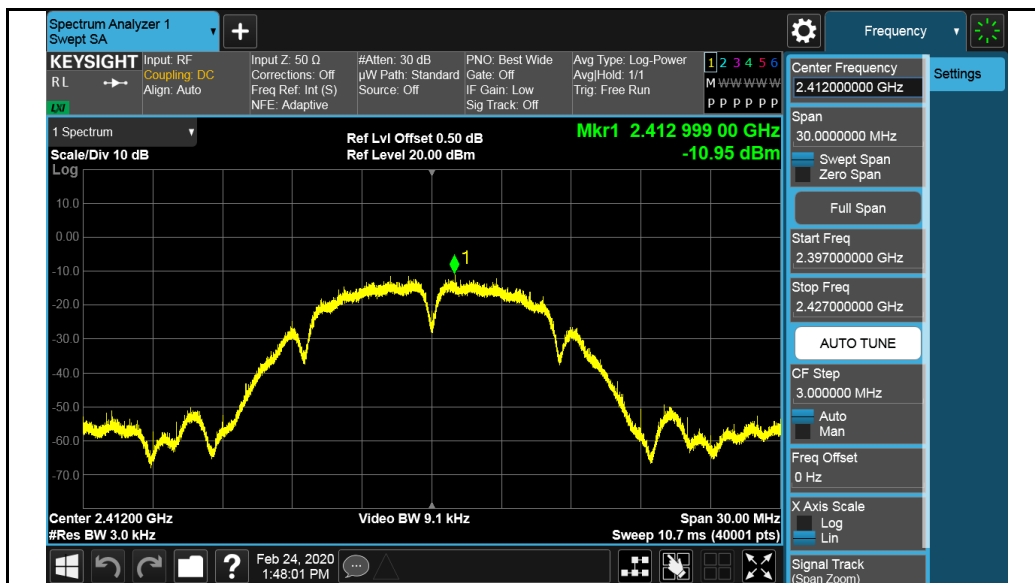 Spectrum Analyzer 1
Swept SA
+
Frequency
KEYSIGHT
RL
LXI
Input: RF
Coupling: DC
Align: Auto
Input Z: 50 Ω
Corrections: Off
Freq Ref: Int (S)
NFE: Adaptive
#Atten: 30 dB
µW Path: Standard
Source: Off
PNO: Best Wide
Gate: Off
IF Gain: Low
Sig Track: Off
Avg Type: Log-Power
Avg|Hold: 1/1
Trig: Free Run
1 2 3 4 5 6
M W W W W W
P P P P P P
1 Spectrum
Scale/Div 10 dB
Log
Ref Lvl Offset 0.50 dB
Ref Level 20.00 dBm
Mkr1 2.412 999 00 GHz
-10.95 dBm
1
10.0
0.00
-10.0
-20.0
-30.0
-40.0
-50.0
-60.0
-70.0
Center 2.41200 GHz
#Res BW 3.0 kHz
Video BW 9.1 kHz
Span 30.00 MHz
Sweep 10.7 ms (40001 pts)
?
Feb 24, 2020
1:48:01 PM
Center Frequency
2.412000000 GHz
Span
30.0000000 MHz
Swept Span
Zero Span
Full Span
Start Freq
2.397000000 GHz
Stop Freq
2.427000000 GHz
AUTO TUNE
CF Step
3.000000 MHz
Auto
Man
Freq Offset
0 Hz
X Axis Scale
Log
Lin
Signal Track
(Span Zoom)
Settings